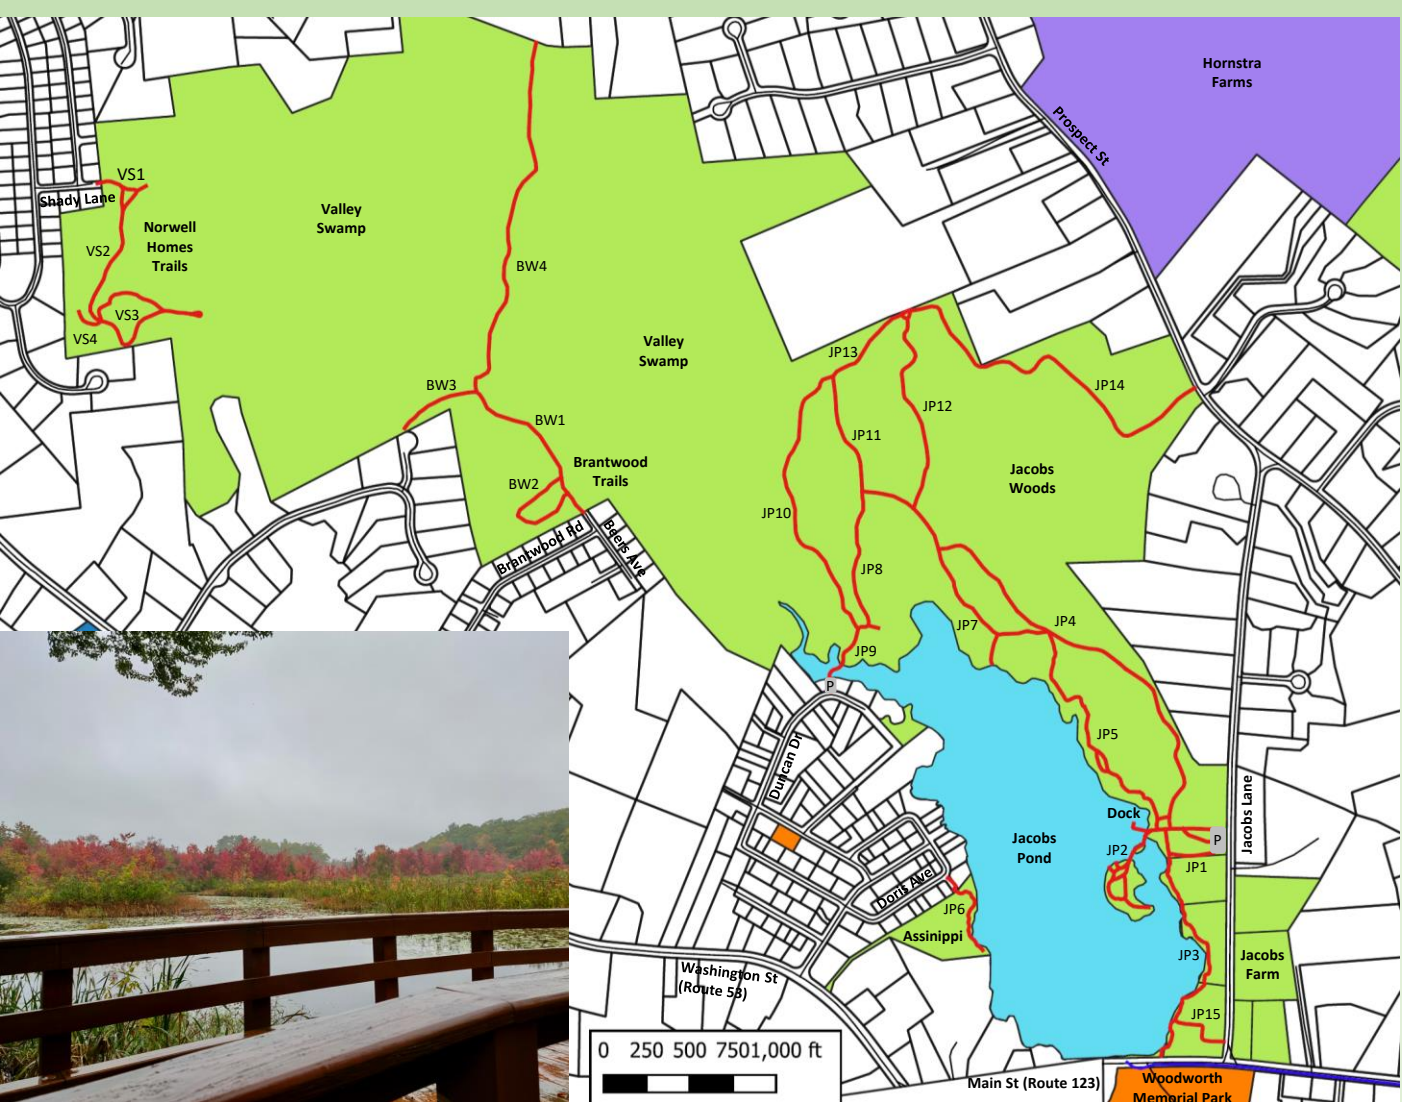 Hornstra
Farms
Prospect St
VS1
Shady Lane
Norwell
Homes
Trails
Valley
Swamp
VS2
BW4
VS3
VS4
Valley
Swamp
JP13
BW3
JP14
JP12
BW1
JP11
Brantwood
Trails
Jacobs
Woods
BW2
JP10
Brantwood Rd
Beers Ave
JP8
JP7
JP4
JP9
P
JP5
Duncan Dr
Dock
Jacobs Lane
Jacobs
Pond
P
JP2
JP1
Doris Ave
JP6
Assinippi
JP3
Jacobs
Farm
Washington St
(Route 53)
JP15
0 250 500 7501,000 ft
Main St (Route 123)
Woodworth
Memorial Park